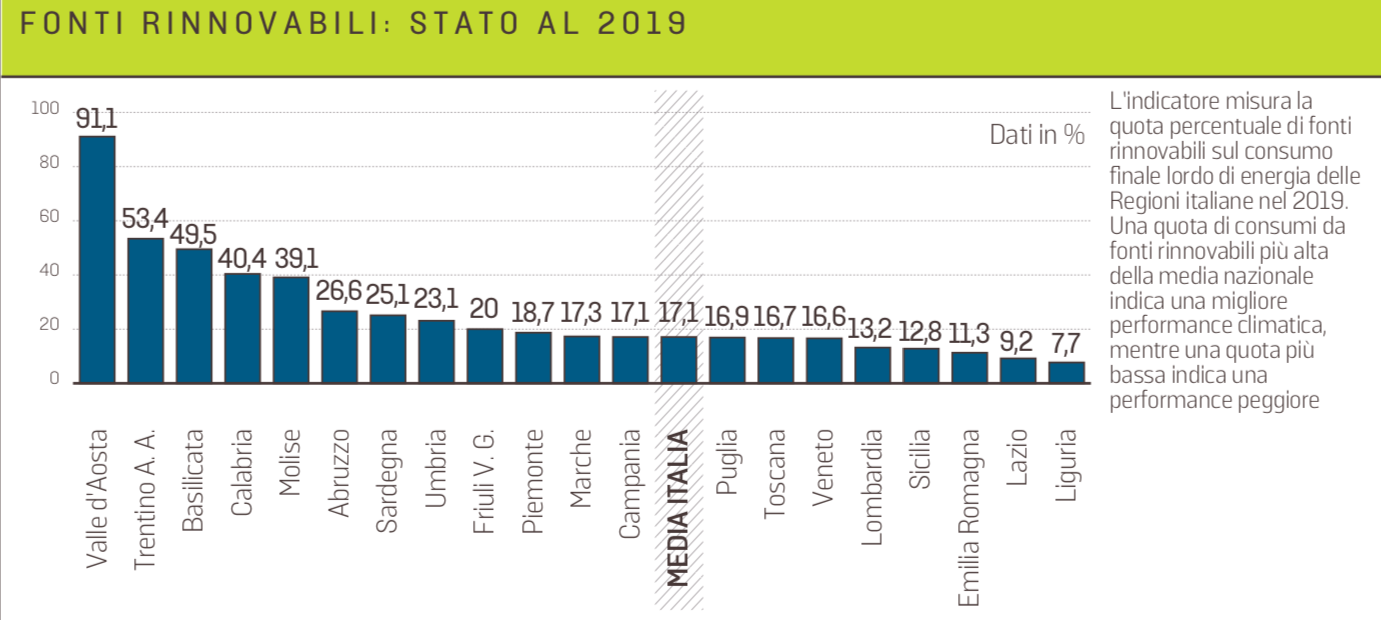 FONTI RINNOVABILI: STATO AL 2019
100
80
60
40
20
0
91,1
53,4
49,5
40,4
39,1
26,6
25,1
23,1
20
18,7
17,3
17,1
17,1
16,9
16,7
16,6
13,2
12,8
11,3
9,2
7,7
Dati in %
Valle d'Aosta
Trentino A. A.
Basilicata
Calabria
Molise
Abruzzo
Sardegna
Umbria
Friuli V. G.
Piemonte
Marche
Campania
MEDIA ITALIA
Puglia
Toscana
Veneto
Lombardia
Sicilia
Emilia Romagna
Lazio
Liguria
L'indicatore misura la
quota percentuale di fonti
rinnovabili sul consumo
finale lordo di energia delle
Regioni italiane nel 2019.
Una quota di consumi da
fonti rinnovabili più alta
della media nazionale
indica una migliore
performance climatica,
mentre una quota più
bassa indica una
performance peggiore